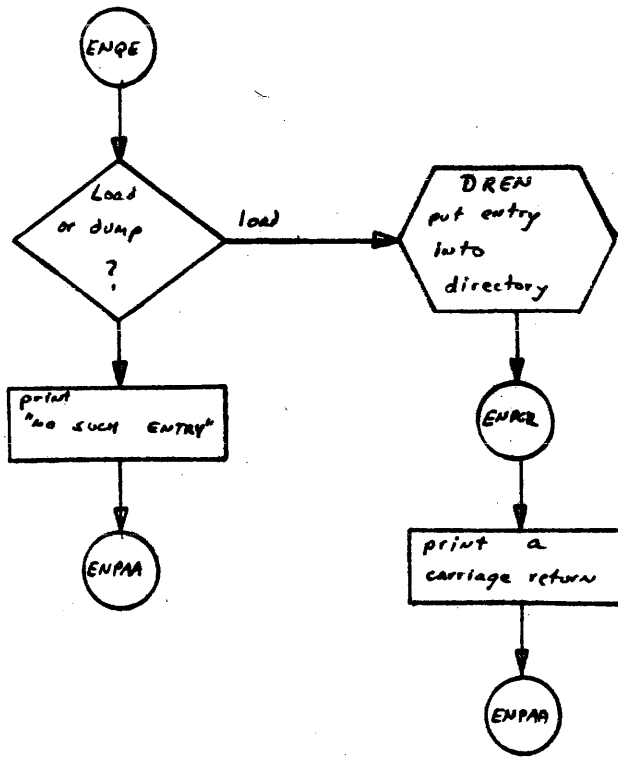 ENQE
Load
or dump
?
load
DREN
put entry
into
directory
print
"NO SUCH ENTRY"
ENPCR
ENPAA
print a
carriage return
ENPAA